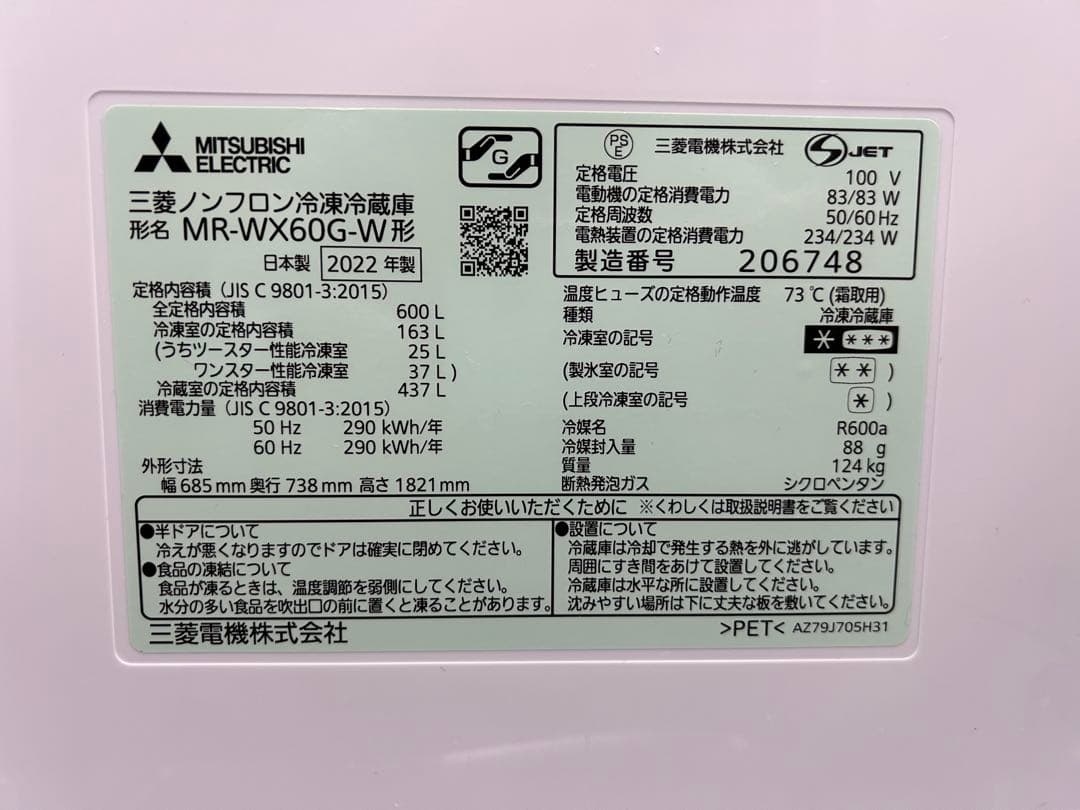 MITSUBISHI
ELECTRIC
G
三菱ノンフロン冷凍冷蔵庫
形名 MR-WX60G-W形
日本製 2022年製
PS
E
三菱電機株式会社
S JET
定格電圧 100 V
電動機の定格消費電力 83/83 W
定格周波数 50/60 Hz
電熱装置の定格消費電力 234/234 W
製造番号 206748
定格内容積 (JIS C 9801-3:2015)
全定格内容積 600 L
冷凍室の定格内容積 163 L
(うちツースター性能冷凍室 25 L
ワンスター性能冷凍室 37 L)
冷蔵室の定格内容積 437 L
消費電力量 (JIS C 9801-3:2015)
50 Hz 290 kWh/年
60 Hz 290 kWh/年
外形寸法
幅 685 mm 奥行 738 mm 高さ 1821 mm
温度ヒューズの定格動作温度 73 ℃ (霜取用)
種類 冷凍冷蔵庫
冷凍室の記号 * ***
(製氷室の記号 ** )
(上段冷凍室の記号 * )
冷媒名 R600a
冷媒封入量 88 g
質量 124 kg
断熱発泡ガス シクロペンタン
正しくお使いいただくために ※くわしくは取扱説明書をご覧ください
●半ドアについて
冷えが悪くなりますのでドアは確実に閉めてください。
●食品の凍結について
食品が凍るときは、温度調節を弱側にしてください。
水分の多い食品を吹出口の前に置くと凍ることがあります。
●設置について
冷蔵庫は冷却で発生する熱を外に逃がしています。
周囲にすき間をあけて設置してください。
冷蔵庫は水平な所に設置してください。
沈みやすい場所は下に丈夫な板を敷いてください。
三菱電機株式会社
>PET< AZ79J705H31